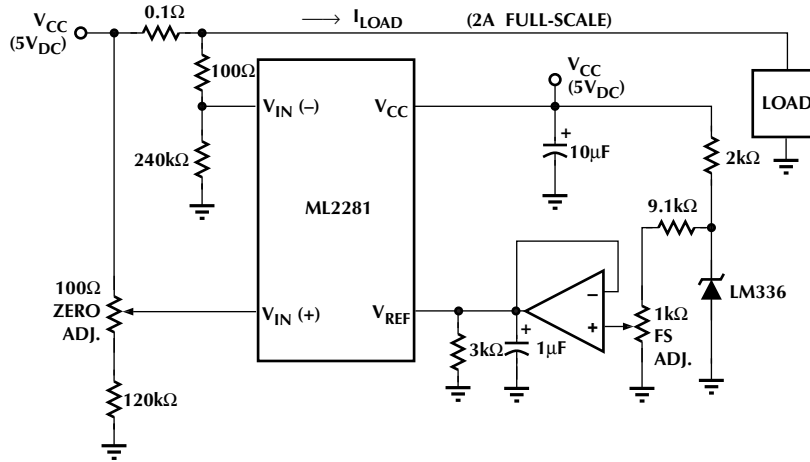 VCC
(5VDC)
0.1Ω
→ ILOAD
(2A FULL-SCALE)
100Ω
VIN (–)
VCC
VCC
(5VDC)
LOAD
240kΩ
+
10µF
2kΩ
ML2281
9.1kΩ
100Ω
ZERO
ADJ.
VIN (+)
VREF
–
+
LM336
1kΩ
FS
ADJ.
3kΩ
+
1µF
120kΩ